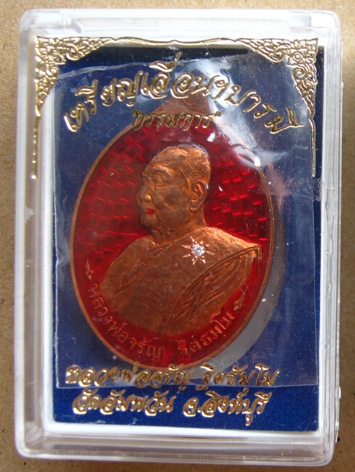 เหรียญเลื่อนบารมี
กรรมการ
หลวงพ่อจรัญ ฐิตธมฺโม
หลวงพ่อจรัญ ฐิตธัมฺโม
วัดอัมพวัน จ.สิงห์บุรี